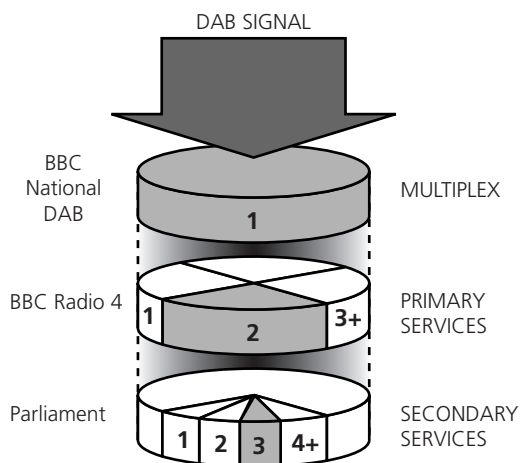 DAB SIGNAL
BBC
National
DAB
MULTIPLEX
1
BBC Radio 4
1
2
3+
PRIMARY
SERVICES
Parliament
1
2
3
4+
SECONDARY
SERVICES